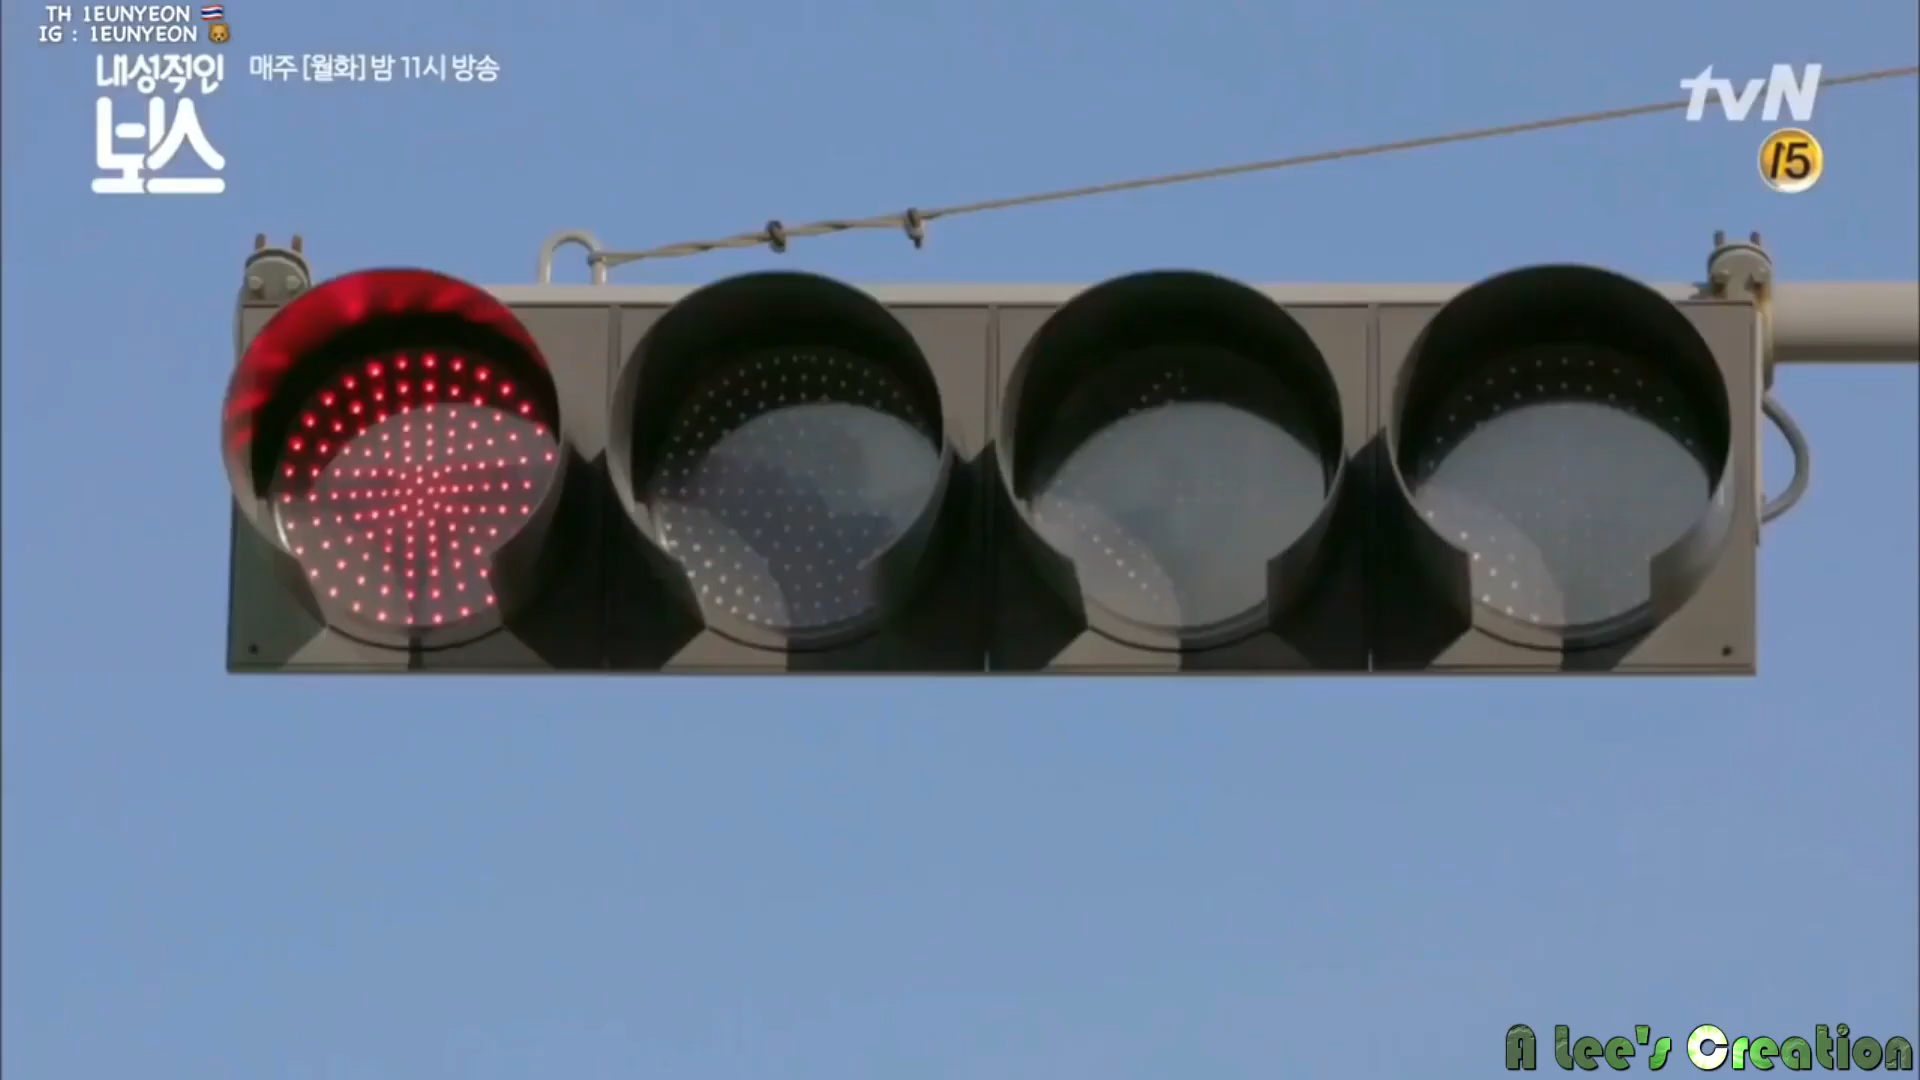 TH 1EUNYEON
IG : 1EUNYEON
내성적인
보스
매주 [월화] 밤 11시 방송
tvN
15
A Lee's Creation